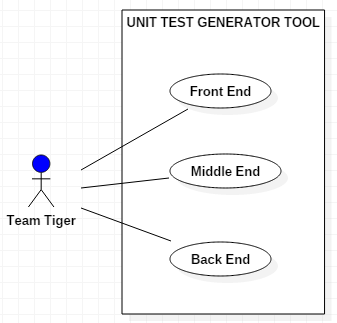 UNIT TEST GENERATOR TOOL
Front End
Middle End
Team Tiger
Back End